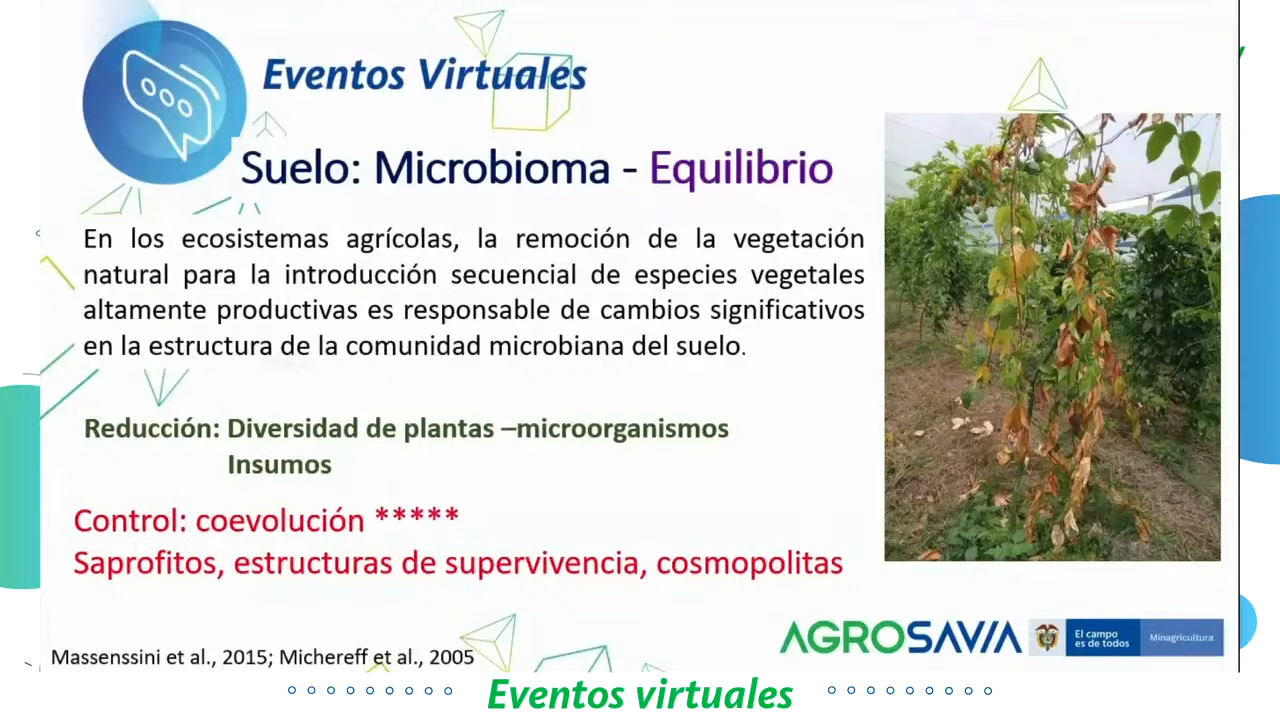 Eventos Virtuales
Suelo: Microbioma - Equilibrio
En los ecosistemas agrícolas, la remoción de la vegetación
natural para la introducción secuencial de especies vegetales
altamente productivas es responsable de cambios significativos
en la estructura de la comunidad microbiana del suelo.
Reducción: Diversidad de plantas –microorganismos
Insumos
Control: coevolución *****
Saprofitos, estructuras de supervivencia, cosmopolitas
AGROSAVIA
El campo
es de todos
Minagricultura
Massenssini et al., 2015; Michereff et al., 2005
Eventos virtuales